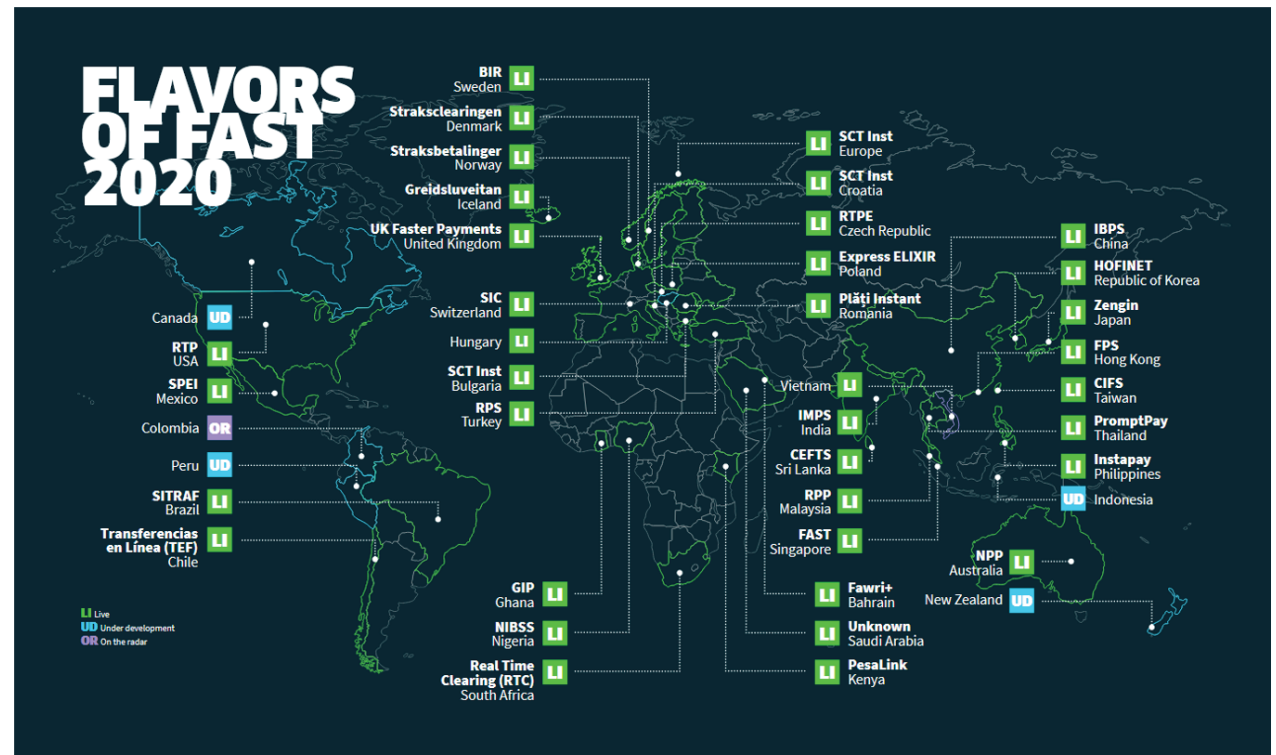 FLAVORS
OF FAST
2020
BIR
Sweden
LI
Straksclearingen
Denmark
LI
Straksbetalinger
Norway
LI
Greidsluveitan
Iceland
LI
UK Faster Payments
United Kingdom
LI
SIC
Switzerland
LI
Hungary
LI
SCT Inst
Bulgaria
LI
RPS
Turkey
LI
Canada
UD
RTP
USA
LI
SPEI
Mexico
LI
Colombia
OR
Peru
UD
SITRAF
Brazil
LI
Transferencias
en Línea (TEF)
Chile
LI
LI Live
UD Under development
OR On the radar
GIP
Ghana
LI
NIBSS
Nigeria
LI
Real Time
Clearing (RTC)
South Africa
LI
LI
SCT Inst
Europe
LI
SCT Inst
Croatia
LI
RTPE
Czech Republic
LI
Express ELIXIR
Poland
LI
Plăți Instant
Romania
Vietnam
LI
IMPS
India
LI
CEFTS
Sri Lanka
LI
RPP
Malaysia
LI
FAST
Singapore
LI
LI
Fawri+
Bahrain
LI
Unknown
Saudi Arabia
LI
PesaLink
Kenya
LI
IBPS
China
LI
HOFINET
Republic of Korea
LI
Zengin
Japan
LI
FPS
Hong Kong
LI
CIFS
Taiwan
LI
PromptPay
Thailand
LI
Instapay
Philippines
UD
Indonesia
NPP
Australia
LI
New Zealand
UD